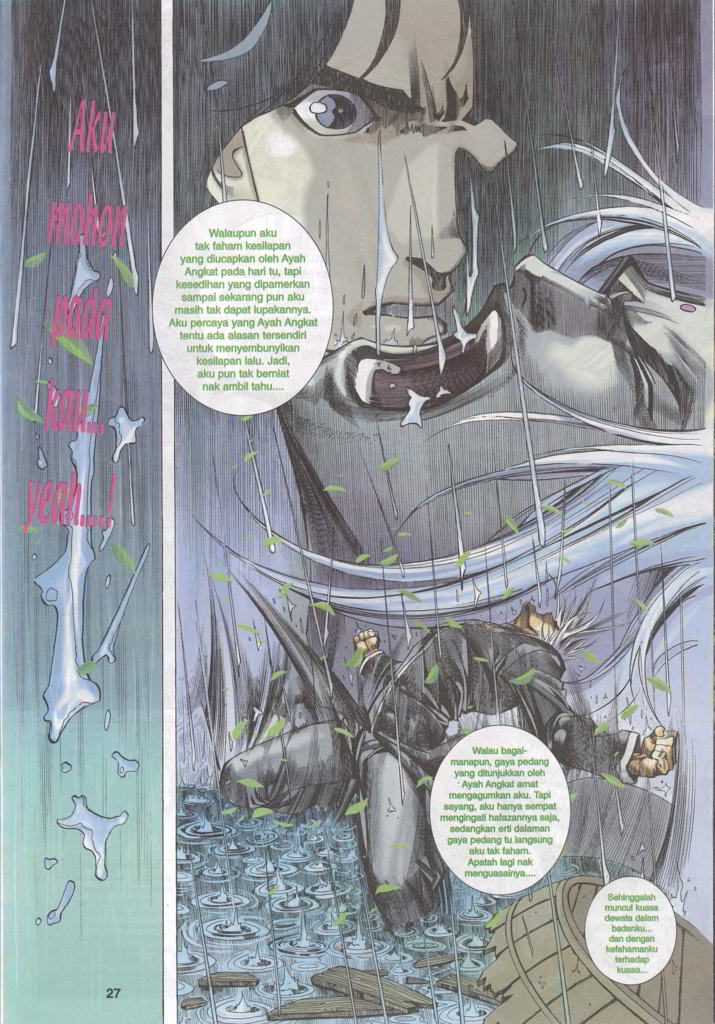 Aku
mohon
pada
kau...
yeah....!
Walaupun aku
tak faham kesilapan
yang diucapkan oleh Ayah
Angkat pada hari tu, tapi
kesedihan yang dipamerkan
sampai sekarang pun aku
masih tak dapat lupakannya.
Aku percaya yang Ayah Angkat
tentu ada alasan tersendiri
untuk menyembunyikan
kesilapan lalu. Jadi,
aku pun tak berniat
nak ambil tahu....
Walau bagai-
manapun, gaya pedang
yang ditunjukkan oleh
Ayah Angkat amat
mengagumkan aku. Tapi
sayang, aku hanya sempat
mengingati hafazannya saja,
sedangkan erti dalaman
gaya pedang tu langsung
aku tak faham.
Apatah lagi nak
menguasainya....
Sehinggalah
muncul kuasa
dewata dalam
badanku...
dan dengan
kefahamanku
terhadap
kuasa...
27